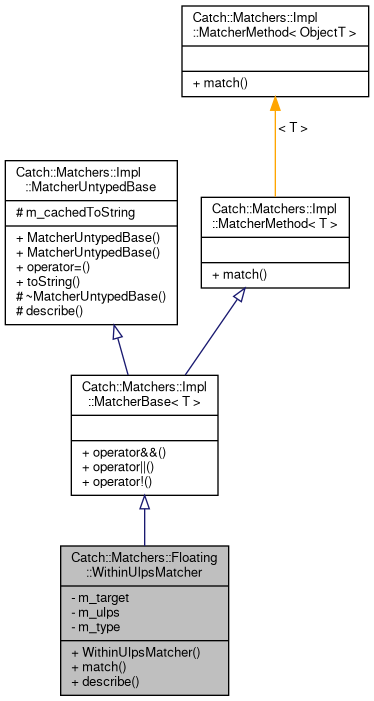 Catch::Matchers::Impl
::MatcherMethod< ObjectT >
+ match()
< T >
Catch::Matchers::Impl
::MatcherUntypedBase
# m_cachedToString
+ MatcherUntypedBase()
+ MatcherUntypedBase()
+ operator=()
+ toString()
# ~MatcherUntypedBase()
# describe()
Catch::Matchers::Impl
::MatcherMethod< T >
+ match()
Catch::Matchers::Impl
::MatcherBase< T >
+ operator&&()
+ operator||()
+ operator!()
Catch::Matchers::Floating
::WithinUlpsMatcher
- m_target
- m_ulps
- m_type
+ WithinUlpsMatcher()
+ match()
+ describe()